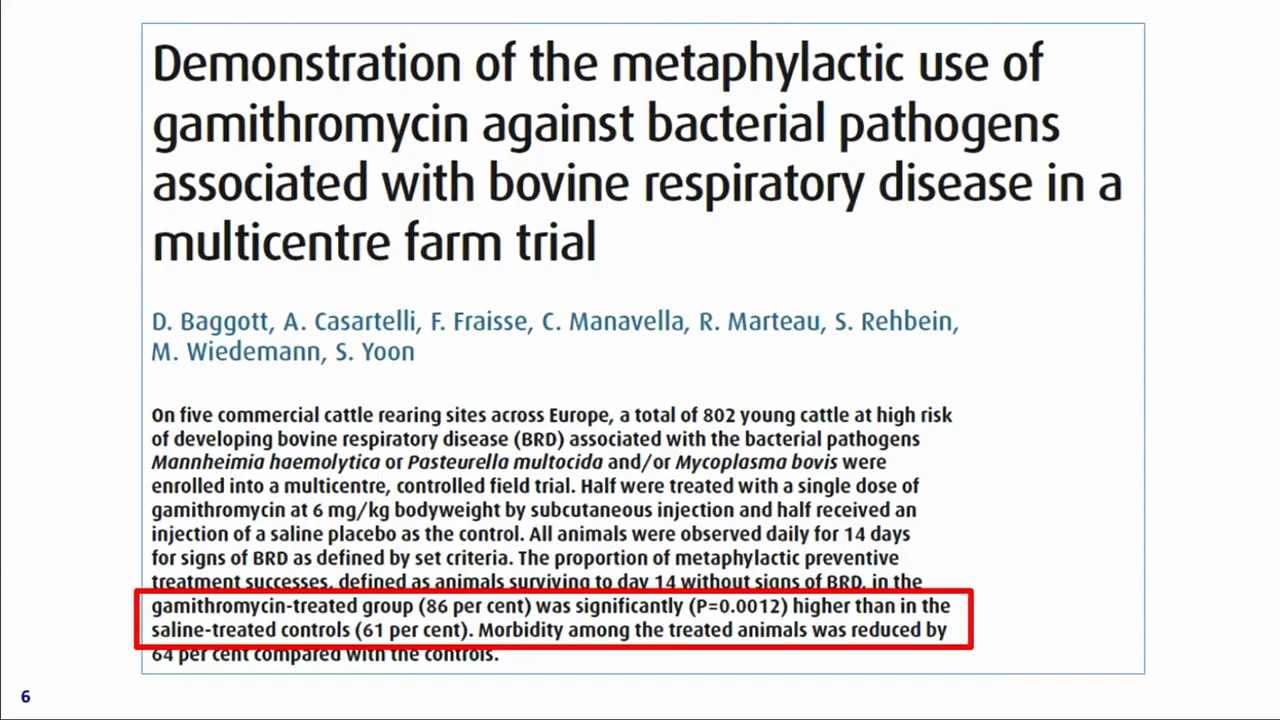 Demonstration of the metaphylactic use of
gamithromycin against bacterial pathogens
associated with bovine respiratory disease in a
multicentre farm trial
D. Baggott, A. Casartelli, F. Fraisse, C. Manavella, R. Marteau, S. Rehbein,
M. Wiedemann, S. Yoon
On five commercial cattle rearing sites across Europe, a total of 802 young cattle at high risk
of developing bovine respiratory disease (BRD) associated with the bacterial pathogens
Mannheimia haemolytica or Pasteurella multocida and/or Mycoplasma bovis were
enrolled into a multicentre, controlled field trial. Half were treated with a single dose of
gamithromycin at 6 mg/kg bodyweight by subcutaneous injection and half received an
injection of a saline placebo as the control. All animals were observed daily for 14 days
for signs of BRD as defined by set criteria. The proportion of metaphylactic preventive
treatment successes, defined as animals surviving to day 14 without signs of BRD, in the
gamithromycin-treated group (86 per cent) was significantly (P=0.0012) higher than in the
saline-treated controls (61 per cent). Morbidity among the treated animals was reduced by
64 per cent compared with the controls.
6